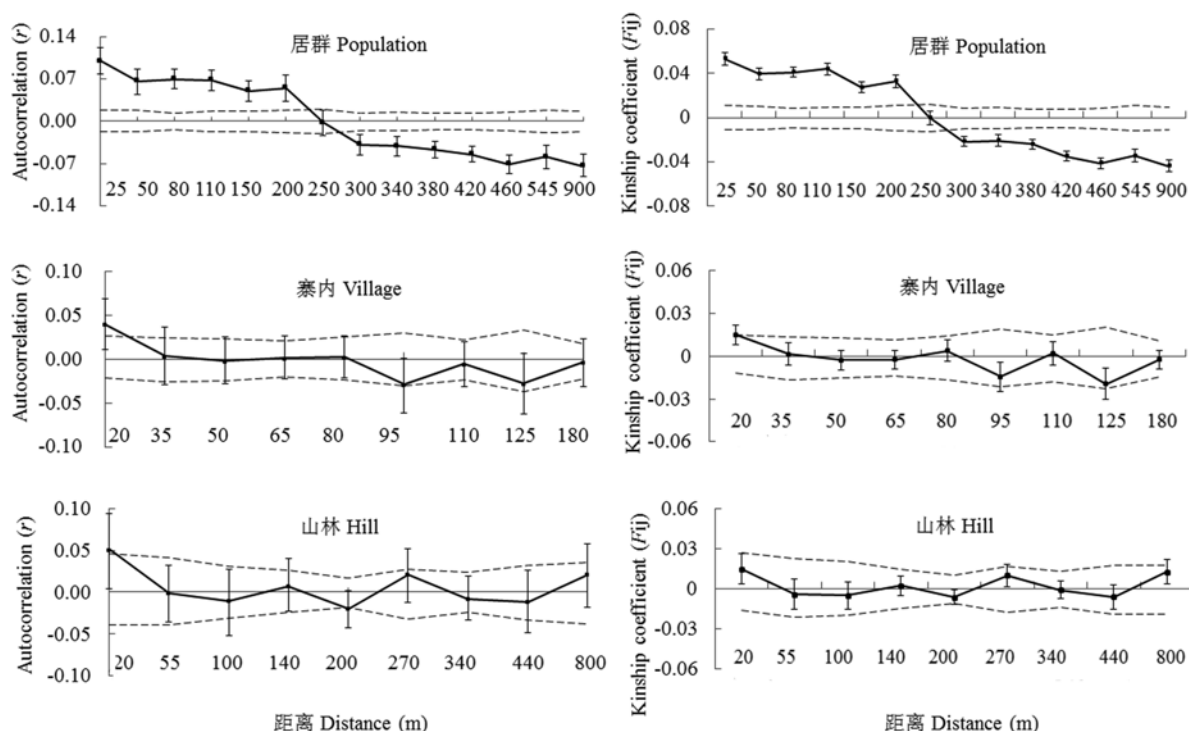 居群 Population
Autocorrelation (r)
0.14
0.07
0.00
-0.07
-0.14
25 50 80 110 150 200 250 300 340 380 420 460 545 900
居群 Population
Kinship coefficient (Fij)
0.08
0.04
0
-0.04
-0.08
25 50 80 110 150 200 250 300 340 380 420 460 545 900
寨内 Village
Autocorrelation (r)
0.10
0.05
0.00
-0.05
-0.10
20 35 50 65 80 95 110 125 180
寨内 Village
Kinship coefficient (Fij)
0.06
0.03
0
-0.03
-0.06
20 35 50 65 80 95 110 125 180
山林 Hill
Autocorrelation (r)
0.10
0.05
0.00
-0.05
-0.10
20 55 100 140 200 270 340 440 800
距离 Distance (m)
山林 Hill
Kinship coefficient (Fij)
0.06
0.03
0
-0.03
-0.06
20 55 100 140 200 270 340 440 800
距离 Distance (m)